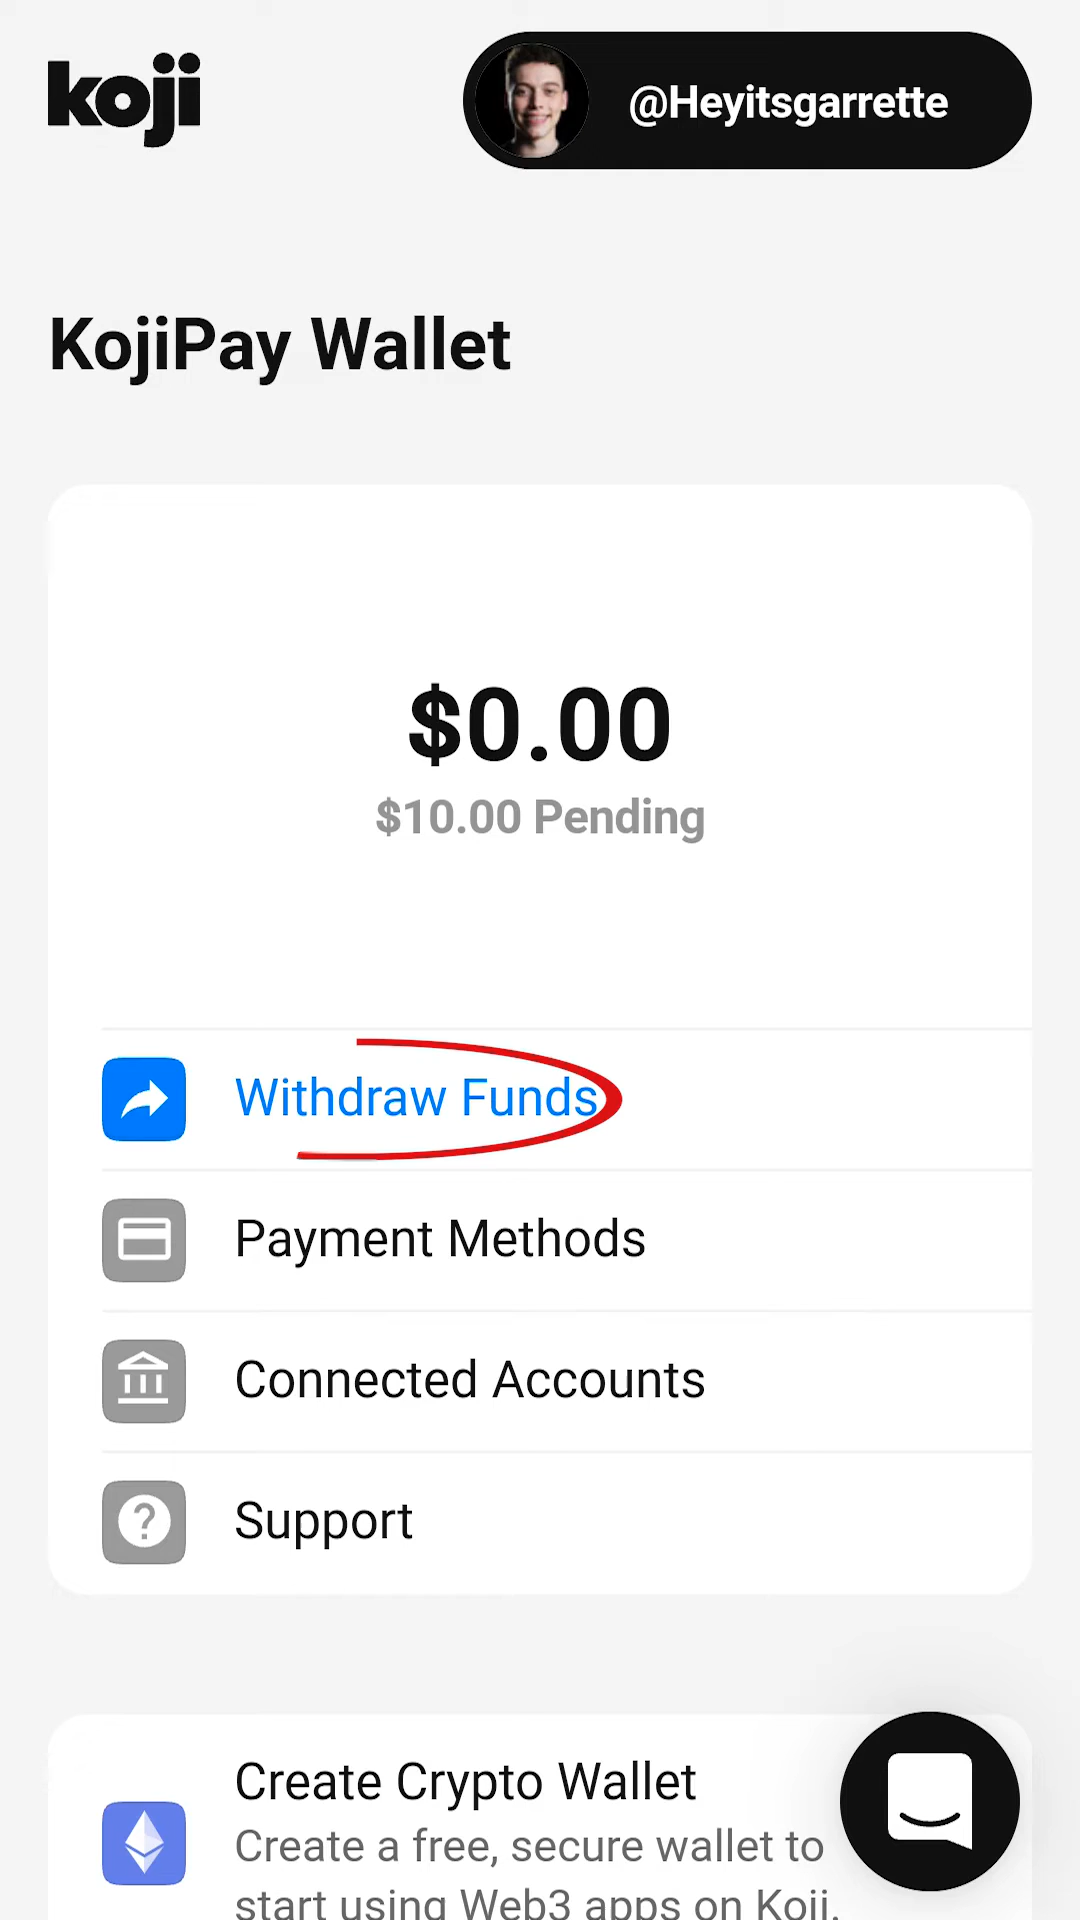 koji
@Heyitsgarrette
KojiPay Wallet
$0.00
$10.00 Pending
Withdraw Funds
Payment Methods
Connected Accounts
Support
Create Crypto Wallet
Create a free, secure wallet to
start using Web3 apps on Koji.